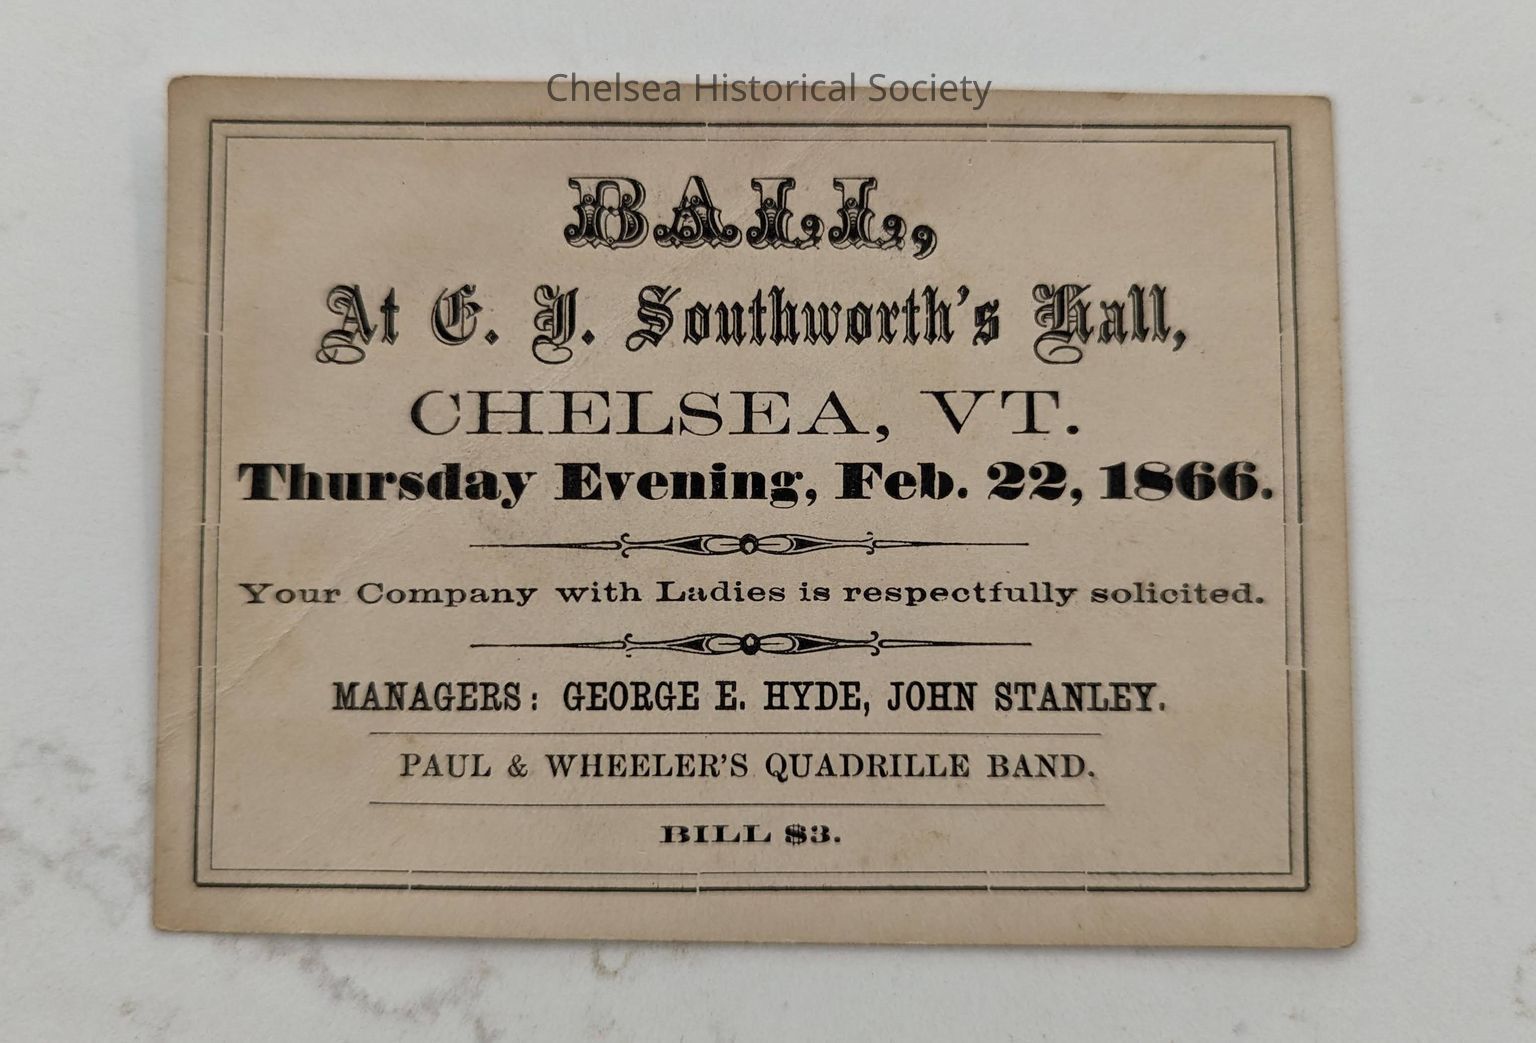 Chelsea Historical Society
BALL,
At E. J. Southworth's Hall,
CHELSEA, VT.
Thursday Evening, Feb. 22, 1866.
Your Company with Ladies is respectfully solicited.
MANAGERS: GEORGE E. HYDE, JOHN STANLEY.
PAUL & WHEELER'S QUADRILLE BAND.
BILL $3.